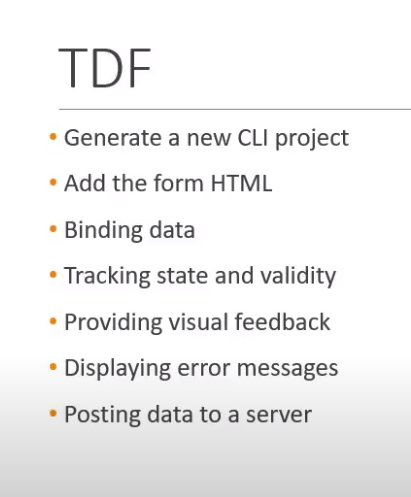 TDF
• Generate a new CLI project
• Add the form HTML
• Binding data
• Tracking state and validity
• Providing visual feedback
• Displaying error messages
• Posting data to a server